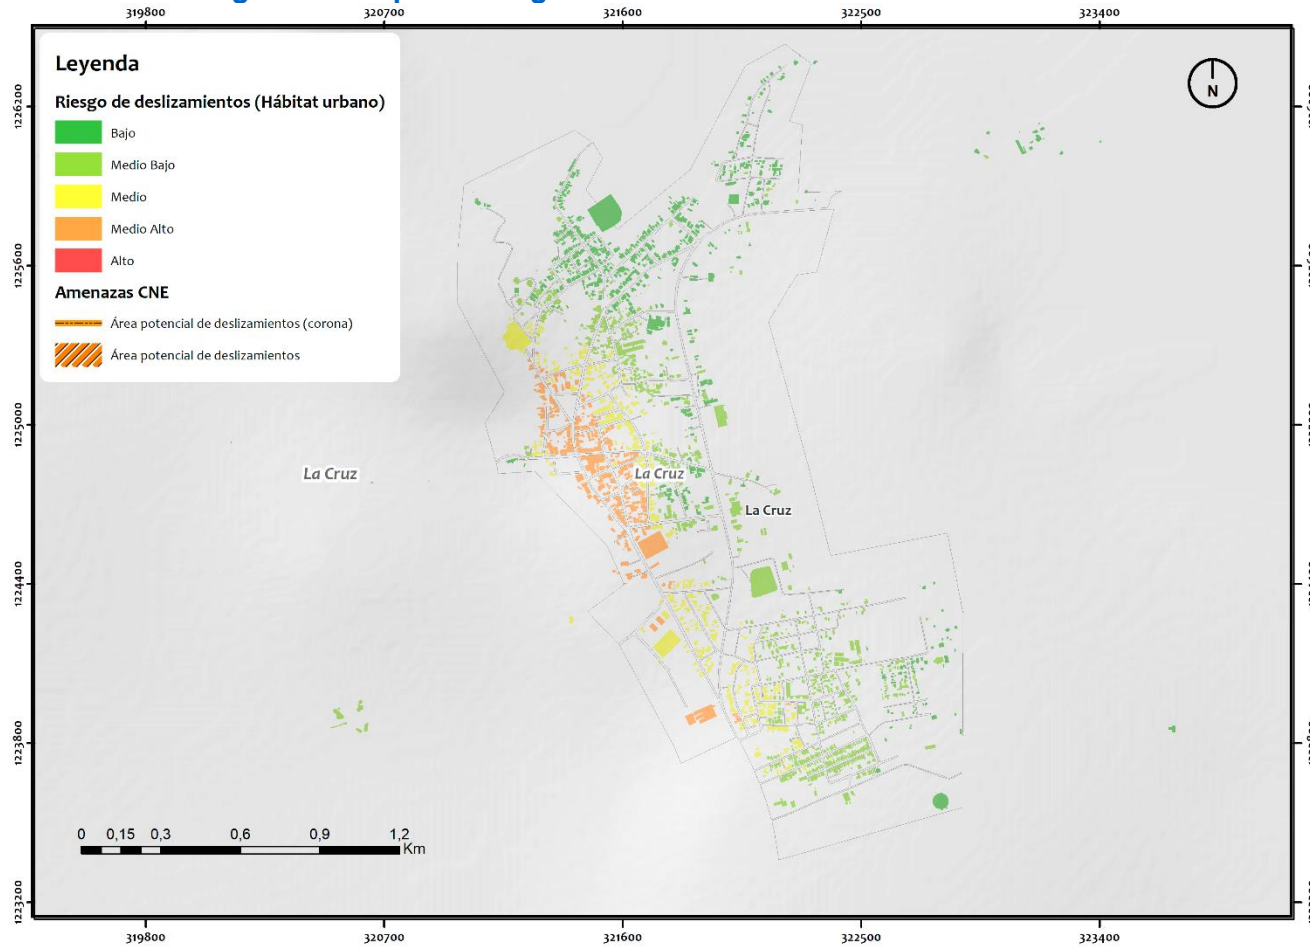 319800 320700 321600 322500 323400
Leyenda
Riesgo de deslizamientos (Hábitat urbano)
Bajo
Medio Bajo
Medio
Medio Alto
Alto
Amenazas CNE
Área potencial de deslizamientos (corona)
Área potencial de deslizamientos
N
1226200
1225600
1225000
1224400
1223800
1223200
La Cruz
La Cruz
La Cruz
0 0,15 0,3 0,6 0,9 1,2
Km
319800 320700 321600 322500 323400